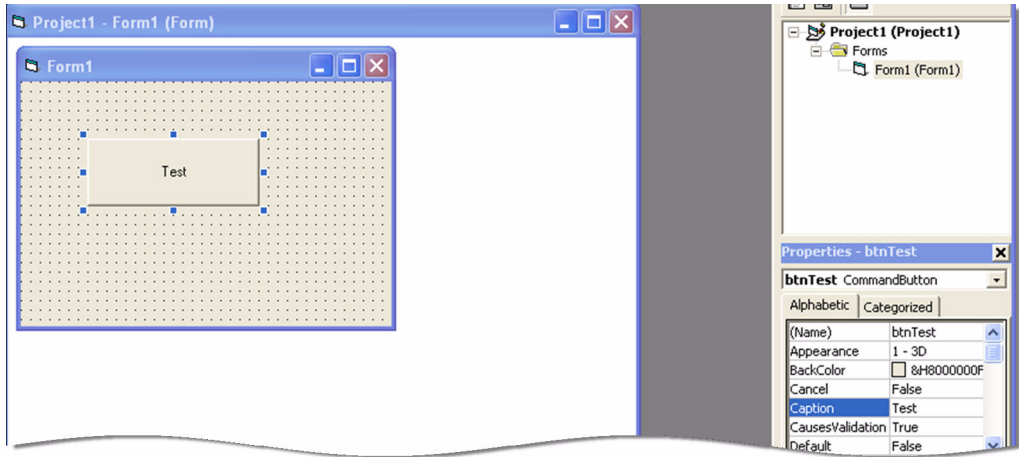 Project1 - Form1 (Form)
Form1
Test
Project1 (Project1)
Forms
Form1 (Form1)
Properties - btnTest
btnTest CommandButton
Alphabetic Categorized
(Name) btnTest
Appearance 1 - 3D
BackColor &H8000000F
Cancel False
Caption Test
CausesValidation True
Default False